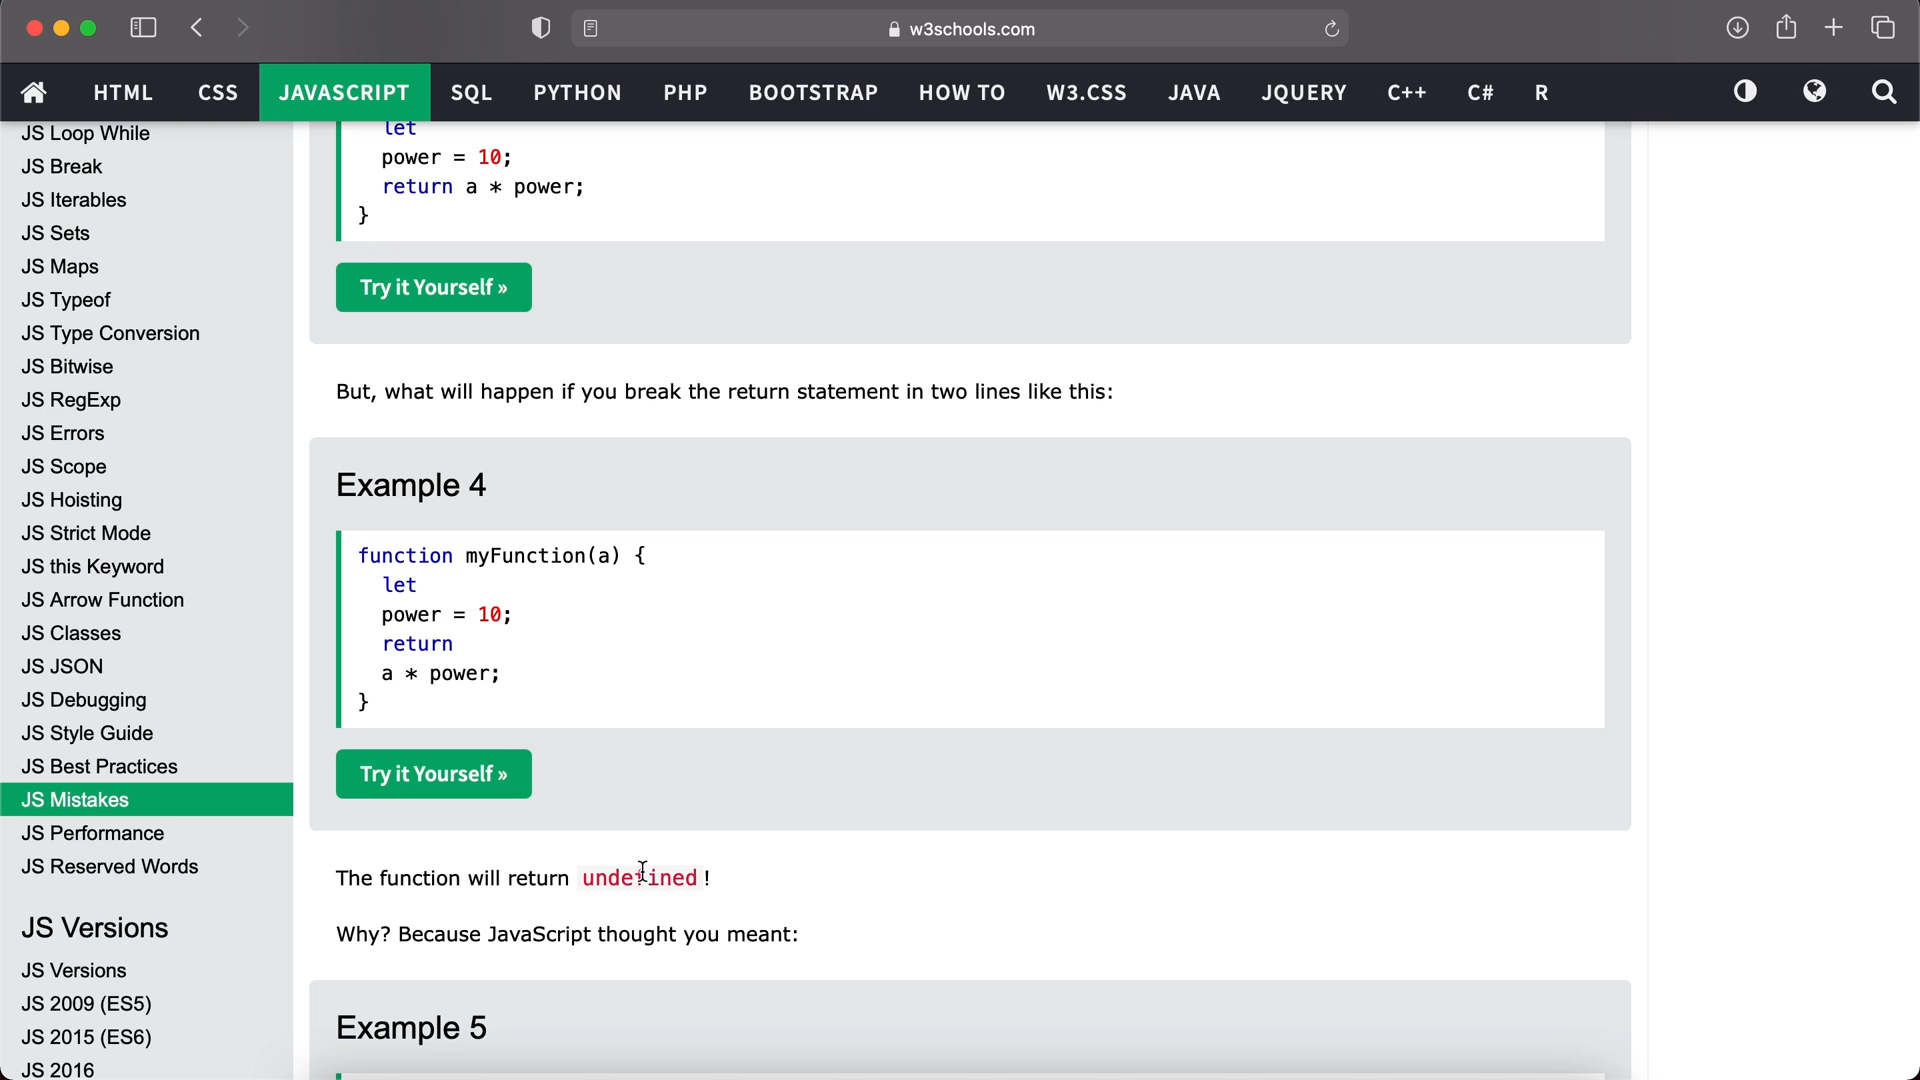 w3schools.com
HTML CSS JAVASCRIPT SQL PYTHON PHP BOOTSTRAP HOW TO W3.CSS JAVA JQUERY C++ C# R
JS Loop While
JS Break
JS Iterables
JS Sets
JS Maps
JS Typeof
JS Type Conversion
JS Bitwise
JS RegExp
JS Errors
JS Scope
JS Hoisting
JS Strict Mode
JS this Keyword
JS Arrow Function
JS Classes
JS JSON
JS Debugging
JS Style Guide
JS Best Practices
JS Mistakes
JS Performance
JS Reserved Words
JS Versions
JS Versions
JS 2009 (ES5)
JS 2015 (ES6)
JS 2016
let
power = 10;
return a * power;
}
Try it Yourself »
But, what will happen if you break the return statement in two lines like this:
Example 4
function myFunction(a) {
let
power = 10;
return
a * power;
}
Try it Yourself »
The function will return undefined!
Why? Because JavaScript thought you meant:
Example 5